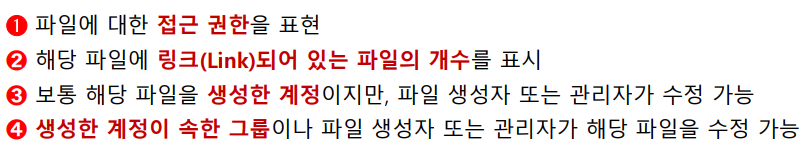 ❶ 파일에 대한 접근 권한을 표현
❷ 해당 파일에 링크(Link)되어 있는 파일의 개수를 표시
❸ 보통 해당 파일을 생성한 계정이지만, 파일 생성자 또는 관리자가 수정 가능
❹ 생성한 계정이 속한 그룹이나 파일 생성자 또는 관리자가 해당 파일을 수정 가능